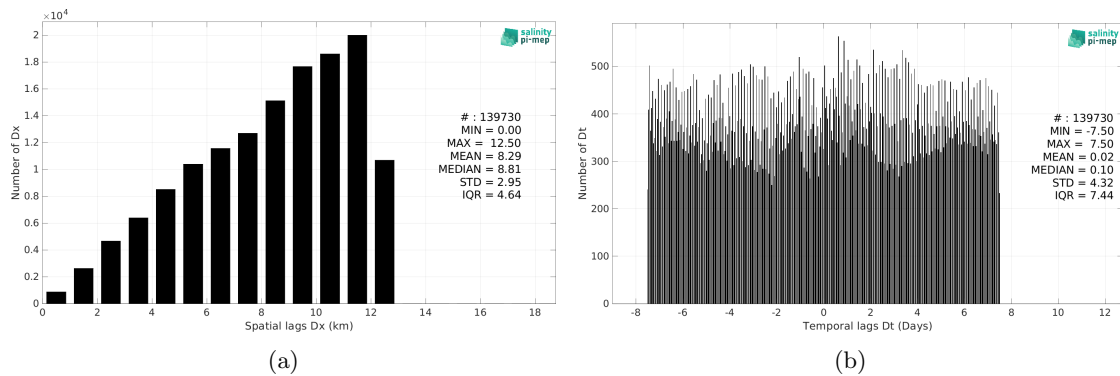 ×10⁴
2
1.8
1.6
1.4
1.2
1
0.8
0.6
0.4
0.2
0
Number of Dx
0 2 4 6 8 10 12 14 16 18
Spatial lags Dx (km)
salinity
pi-mep
# : 139730
MIN = 0.00
MAX = 12.50
MEAN = 8.29
MEDIAN = 8.81
STD = 2.95
IQR = 4.64
(a)
500
400
300
200
100
0
Number of Dt
-8 -6 -4 -2 0 2 4 6 8 10 12
Temporal lags Dt (Days)
salinity
pi-mep
# : 139730
MIN = -7.50
MAX = 7.50
MEAN = 0.02
MEDIAN = 0.10
STD = 4.32
IQR = 7.44
(b)